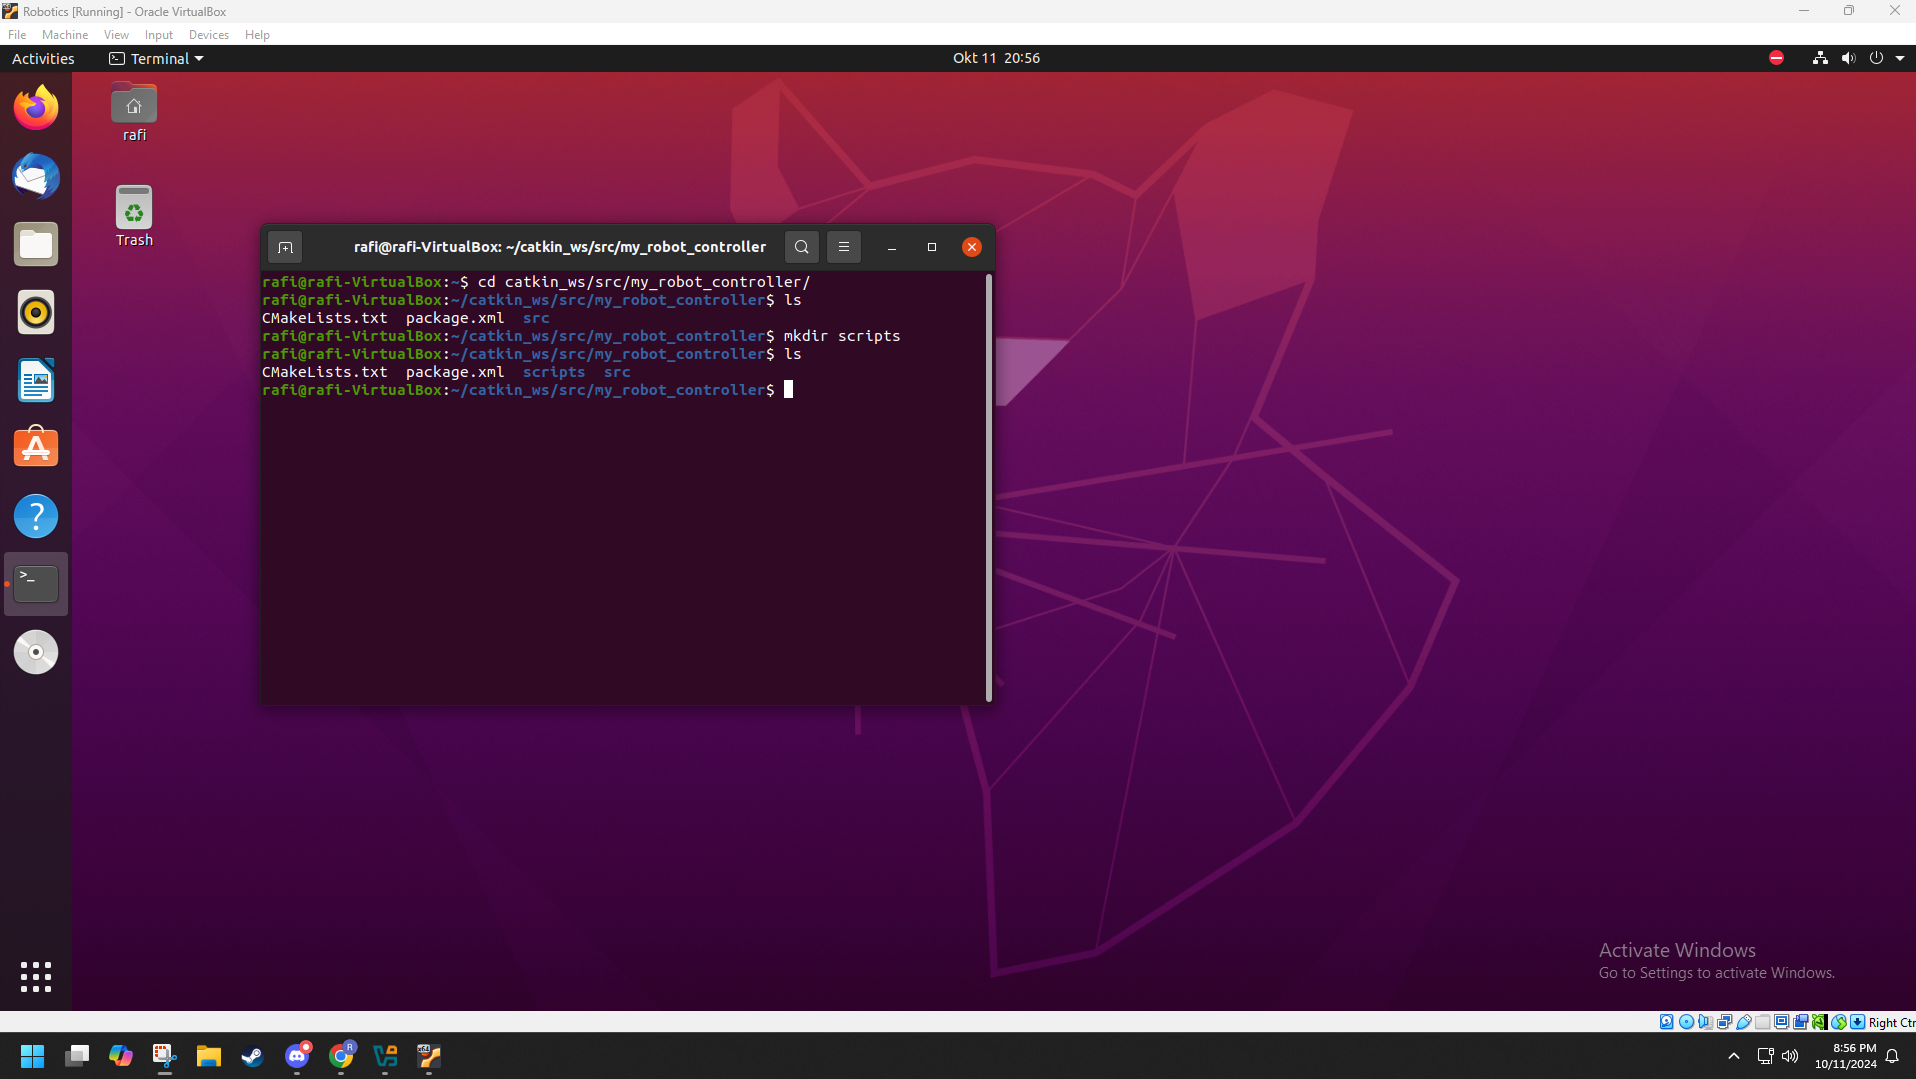 Robotics [Running] - Oracle VirtualBox
File Machine View Input Devices Help
Activities Terminal Okt 11 20:56
rafi
Trash
rafi@rafi-VirtualBox: ~/catkin_ws/src/my_robot_controller
rafi@rafi-VirtualBox:~$ cd catkin_ws/src/my_robot_controller/
rafi@rafi-VirtualBox:~/catkin_ws/src/my_robot_controller$ ls
CMakeLists.txt package.xml src
rafi@rafi-VirtualBox:~/catkin_ws/src/my_robot_controller$ mkdir scripts
rafi@rafi-VirtualBox:~/catkin_ws/src/my_robot_controller$ ls
CMakeLists.txt package.xml scripts src
rafi@rafi-VirtualBox:~/catkin_ws/src/my_robot_controller$
Activate Windows
Go to Settings to activate Windows.
Right Ctr
8:56 PM
10/11/2024